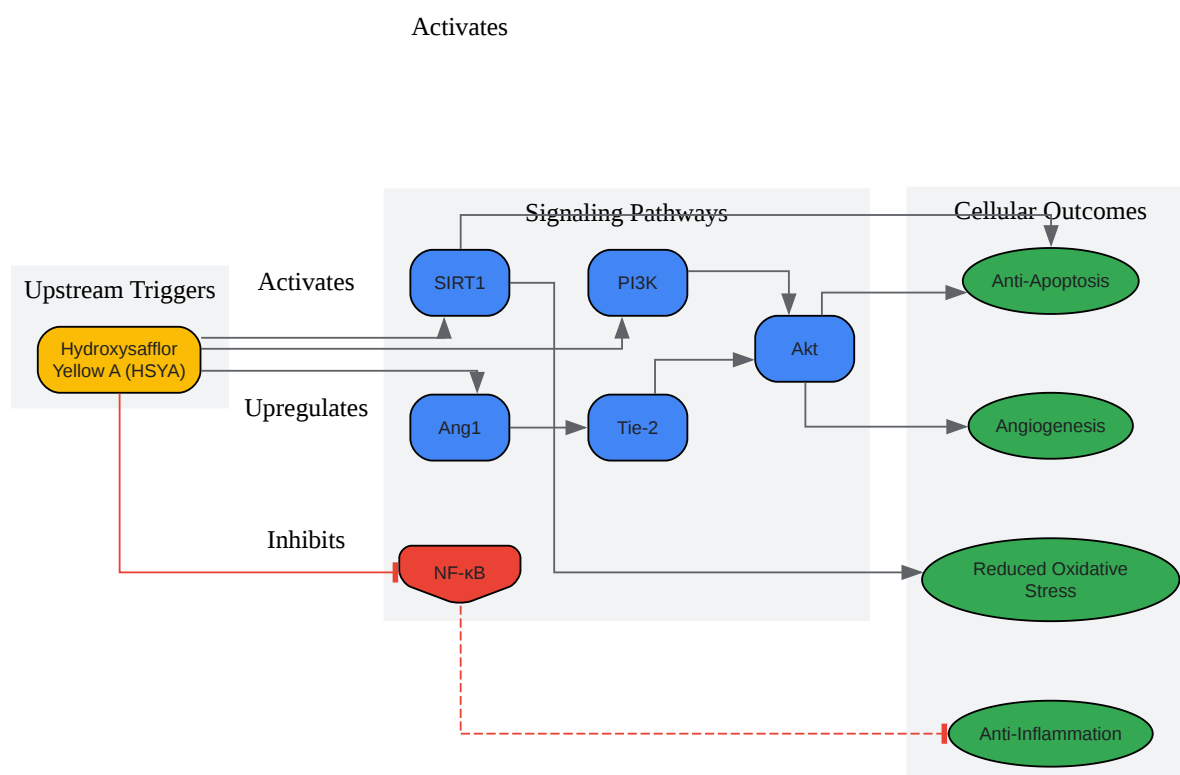 Activates
Signaling Pathways
Cellular Outcomes
Upstream Triggers
Activates
SIRT1
PI3K
Anti-Apoptosis
Hydroxysafflor
Yellow A (HSYA)
Akt
Upregulates
Ang1
Tie-2
Angiogenesis
Inhibits
NF-κB
Reduced Oxidative
Stress
Anti-Inflammation